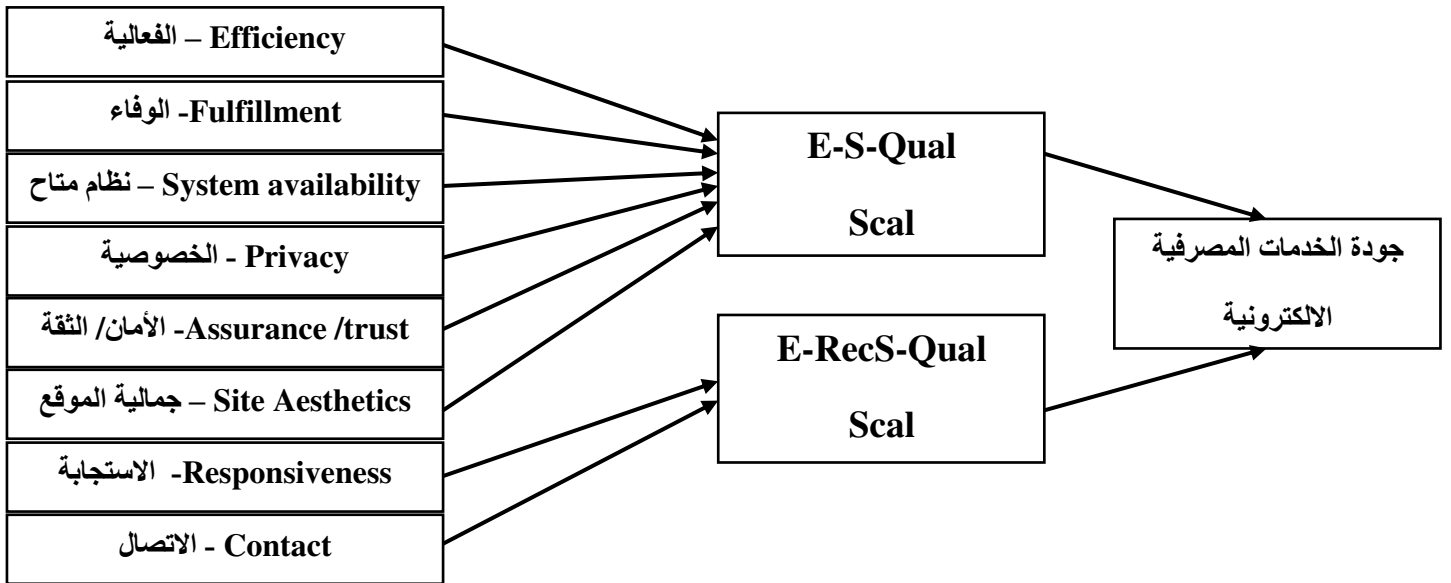 الفعالية – Efficiency
الوفاء -Fulfillment
نظام متاح – System availability
الخصوصية - Privacy
الأمان/ الثقة -Assurance /trust
جمالية الموقع – Site Aesthetics
الاستجابة -Responsiveness
الاتصال - Contact
E-S-Qual
Scal
E-RecS-Qual
Scal
جودة الخدمات المصرفية
الالكترونية